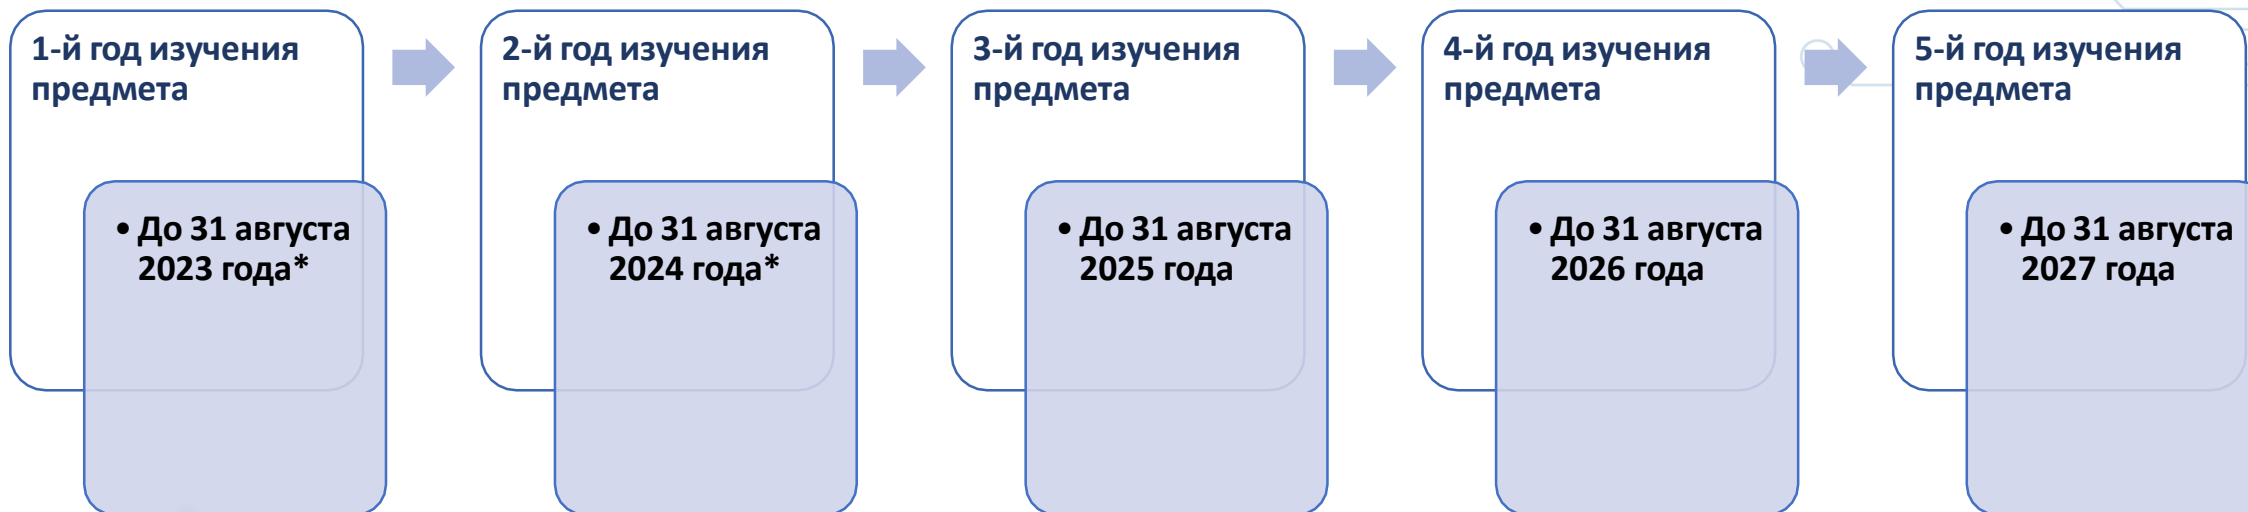 1-й год изучения
предмета
• До 31 августа
2023 года*
2-й год изучения
предмета
• До 31 августа
2024 года*
3-й год изучения
предмета
• До 31 августа
2025 года
4-й год изучения
предмета
• До 31 августа
2026 года
5-й год изучения
предмета
• До 31 августа
2027 года